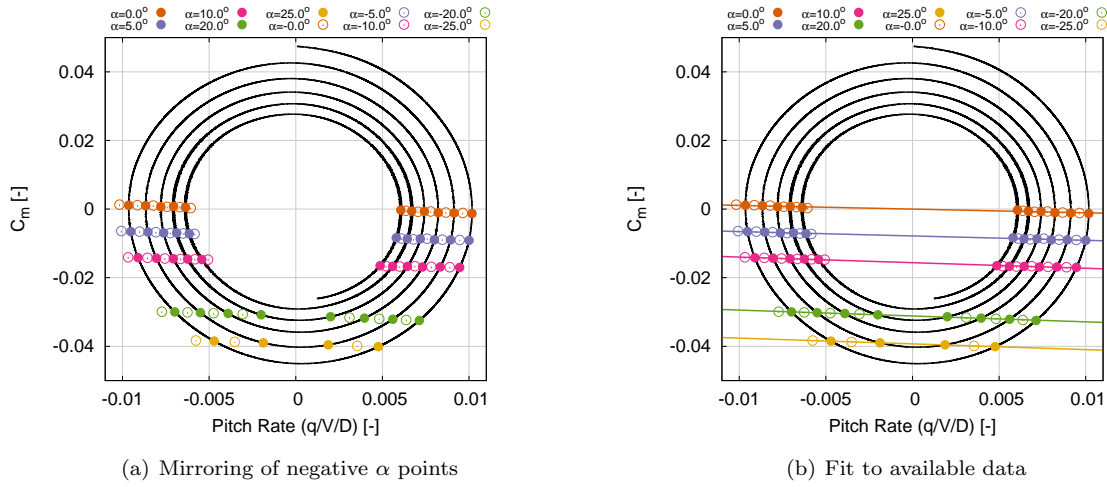 α=0.0° α=10.0° α=25.0° α=-5.0° α=-20.0°
α=5.0° α=20.0° α=-0.0° α=-10.0° α=-25.0°
0.04
0.02
0
-0.02
-0.04
C_m [-]
-0.01 -0.005 0 0.005 0.01
Pitch Rate (q/V/D) [-]
(a) Mirroring of negative α points
α=0.0° α=10.0° α=25.0° α=-5.0° α=-20.0°
α=5.0° α=20.0° α=-0.0° α=-10.0° α=-25.0°
0.04
0.02
0
-0.02
-0.04
C_m [-]
-0.01 -0.005 0 0.005 0.01
Pitch Rate (q/V/D) [-]
(b) Fit to available data